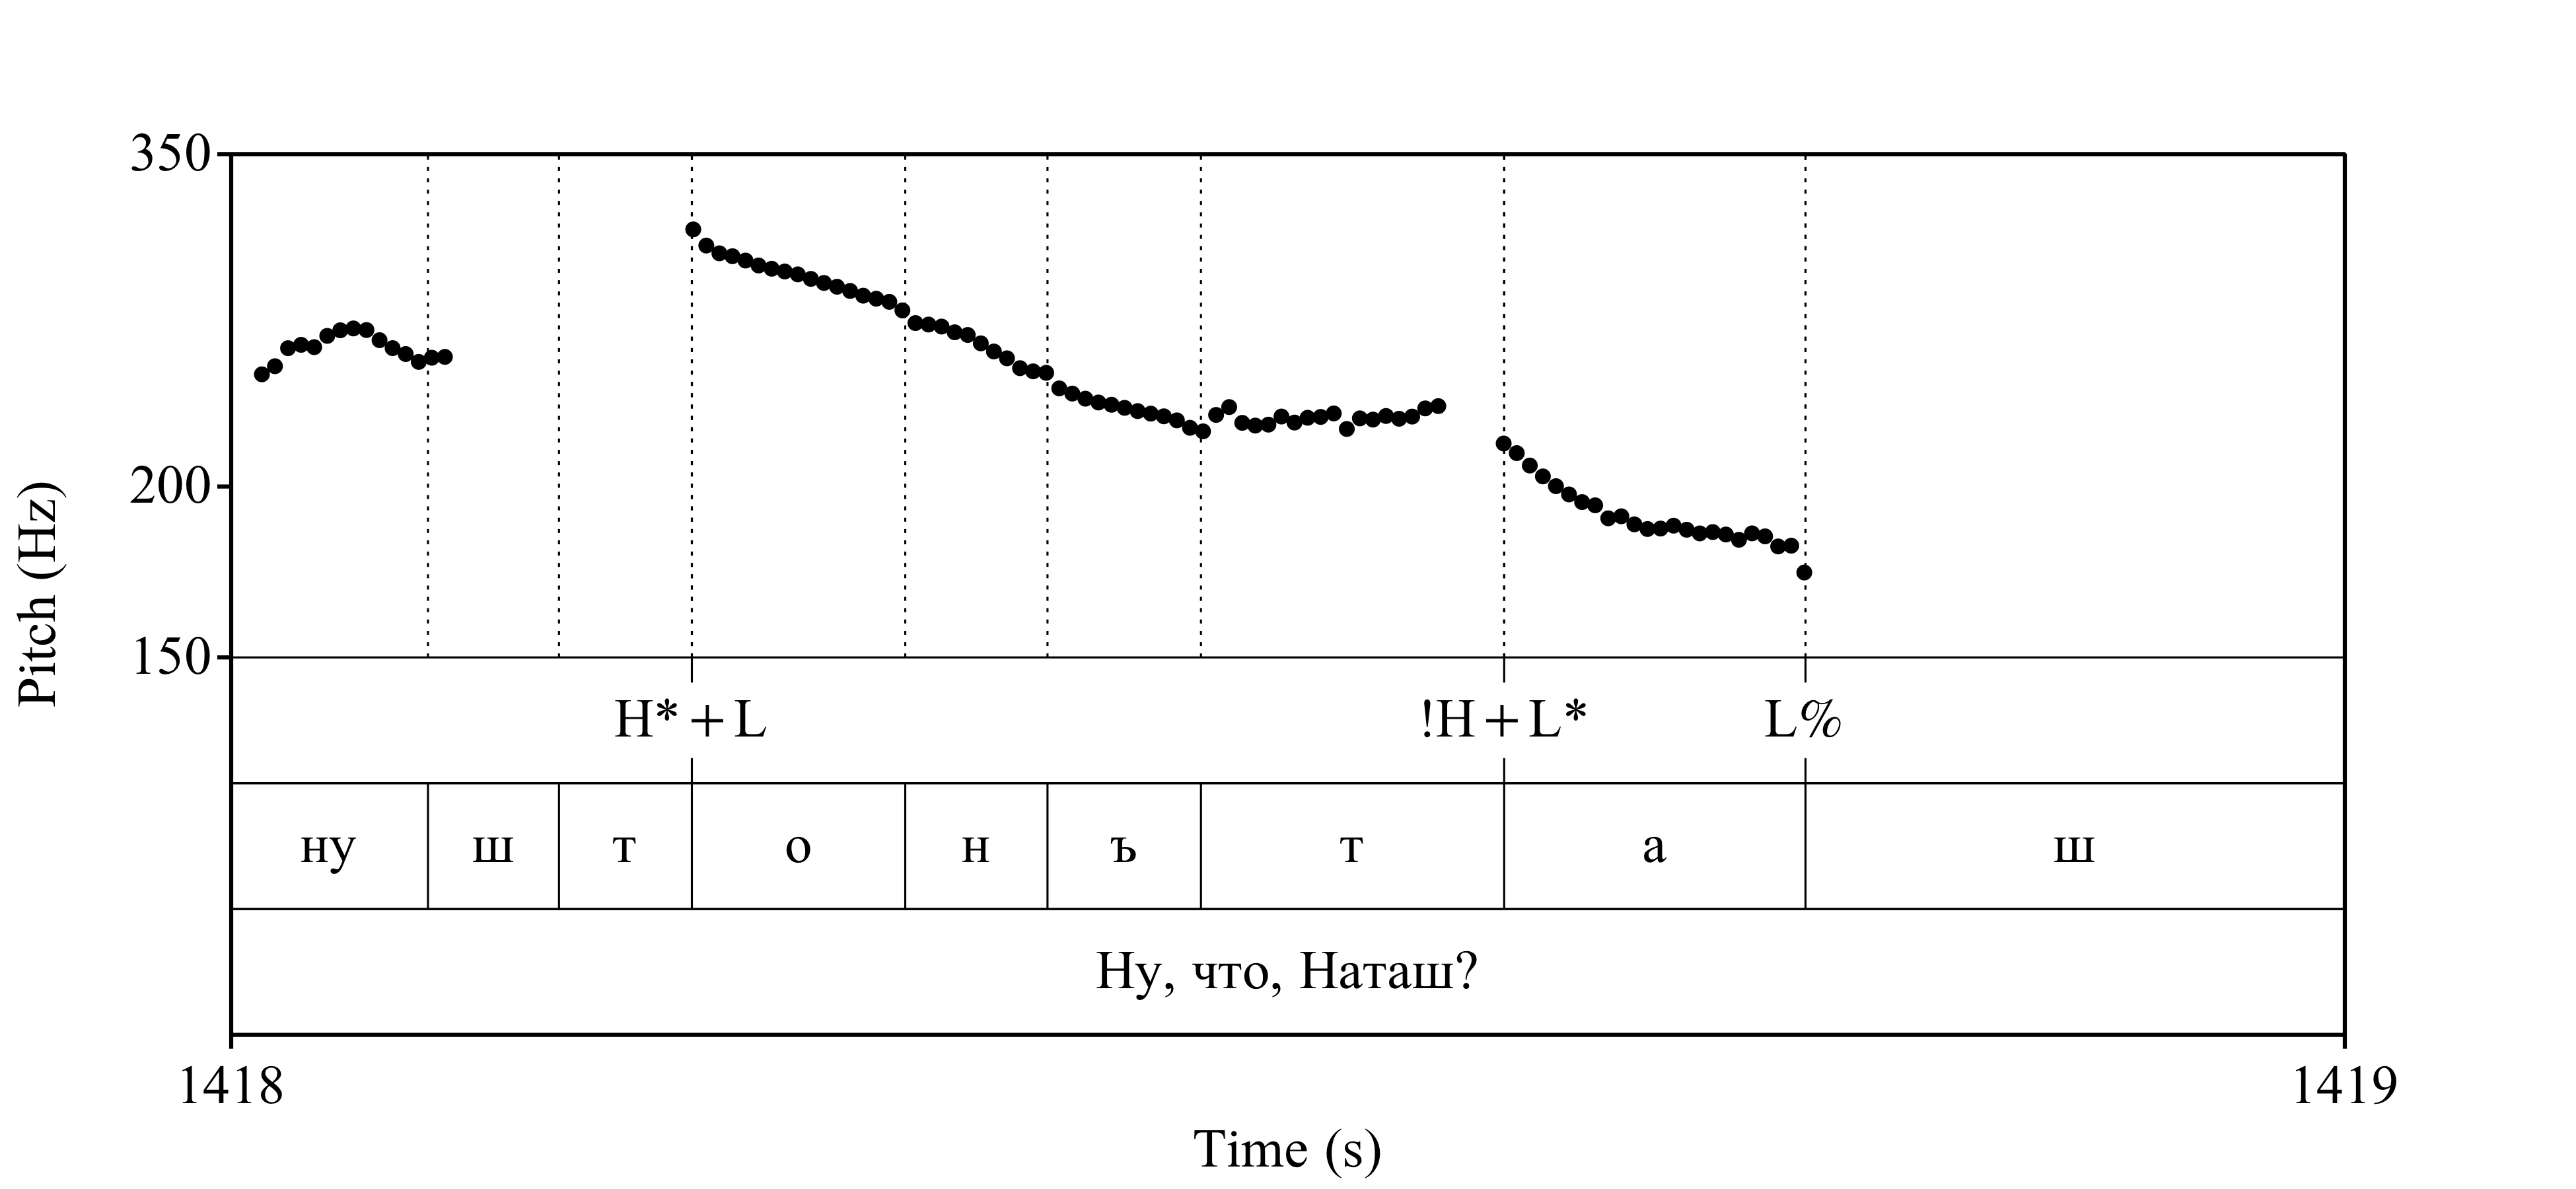 350
200
150
Pitch (Hz)
H*+L !H+L* L%
ну ш т о н ъ т а ш
Ну, что, Наташ?
1418 1419
Time (s)